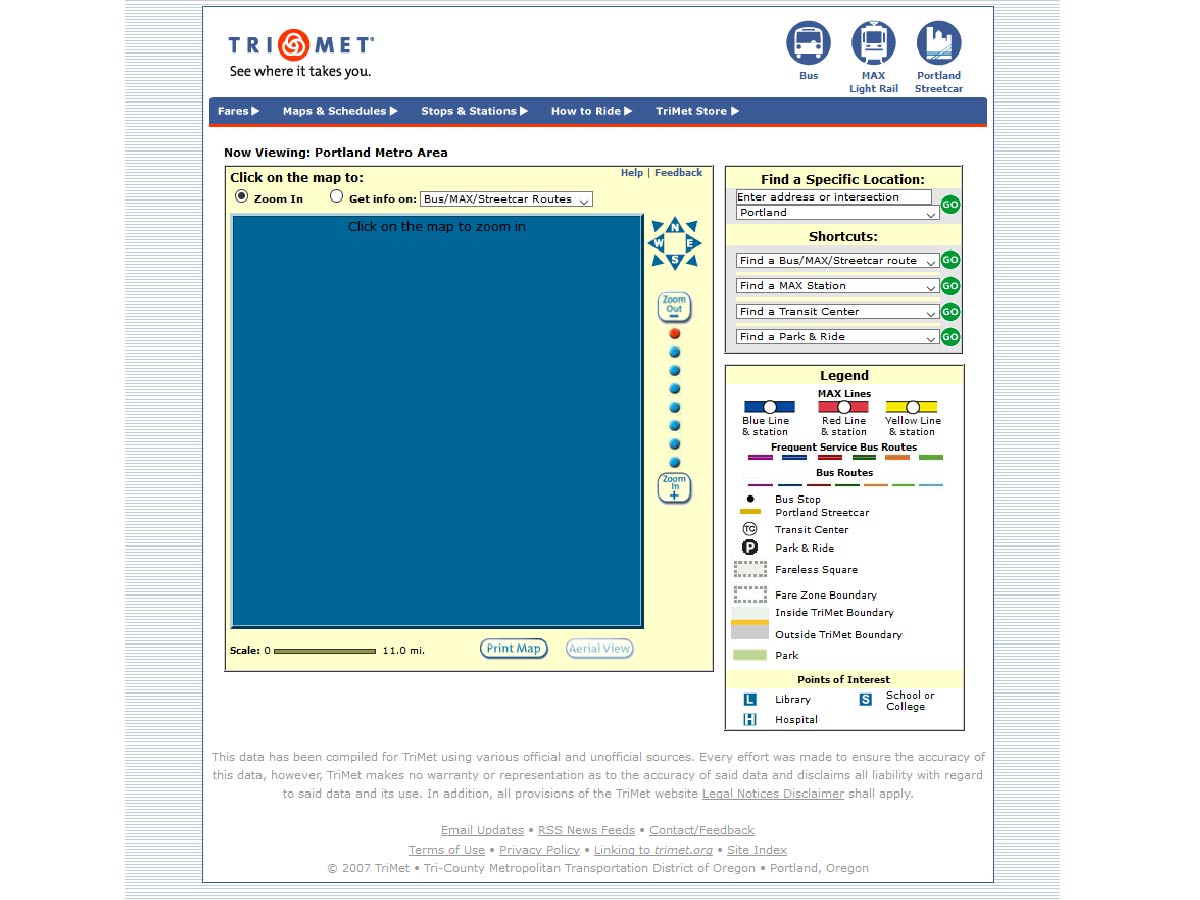 TRI MET®
See where it takes you.
Bus
MAX
Light Rail
Portland
Streetcar
Fares
Maps & Schedules
Stops & Stations
How to Ride
TriMet Store
Now Viewing: Portland Metro Area
Click on the map to:
Help | Feedback
Zoom In
Get info on:
Bus/MAX/Streetcar Routes
Click on the map to zoom in
N
W E
S
Zoom
Out
Zoom
In
Scale: 0 11.0 mi.
Print Map
Aerial View
Find a Specific Location:
Enter address or intersection
Portland
GO
Shortcuts:
Find a Bus/MAX/Streetcar route
GO
Find a MAX Station
GO
Find a Transit Center
GO
Find a Park & Ride
GO
Legend
MAX Lines
Blue Line
& station
Red Line
& station
Yellow Line
& station
Frequent Service Bus Routes
Bus Routes
Bus Stop
Portland Streetcar
TC Transit Center
P Park & Ride
Fareless Square
Fare Zone Boundary
Inside TriMet Boundary
Outside TriMet Boundary
Park
Points of Interest
L Library
S School or
College
H Hospital
This data has been compiled for TriMet using various official and unofficial sources. Every effort was made to ensure the accuracy of
this data, however, TriMet makes no warranty or representation as to the accuracy of said data and disclaims all liability with regard
to said data and its use. In addition, all provisions of the TriMet website Legal Notices Disclaimer shall apply.
Email Updates • RSS News Feeds • Contact/Feedback
Terms of Use • Privacy Policy • Linking to trimet.org • Site Index
© 2007 TriMet • Tri-County Metropolitan Transportation District of Oregon • Portland, Oregon